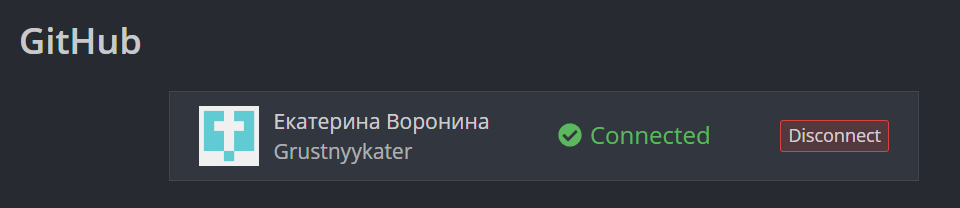 GitHub
Екатерина Воронина
Grustnyykater
Connected
Disconnect